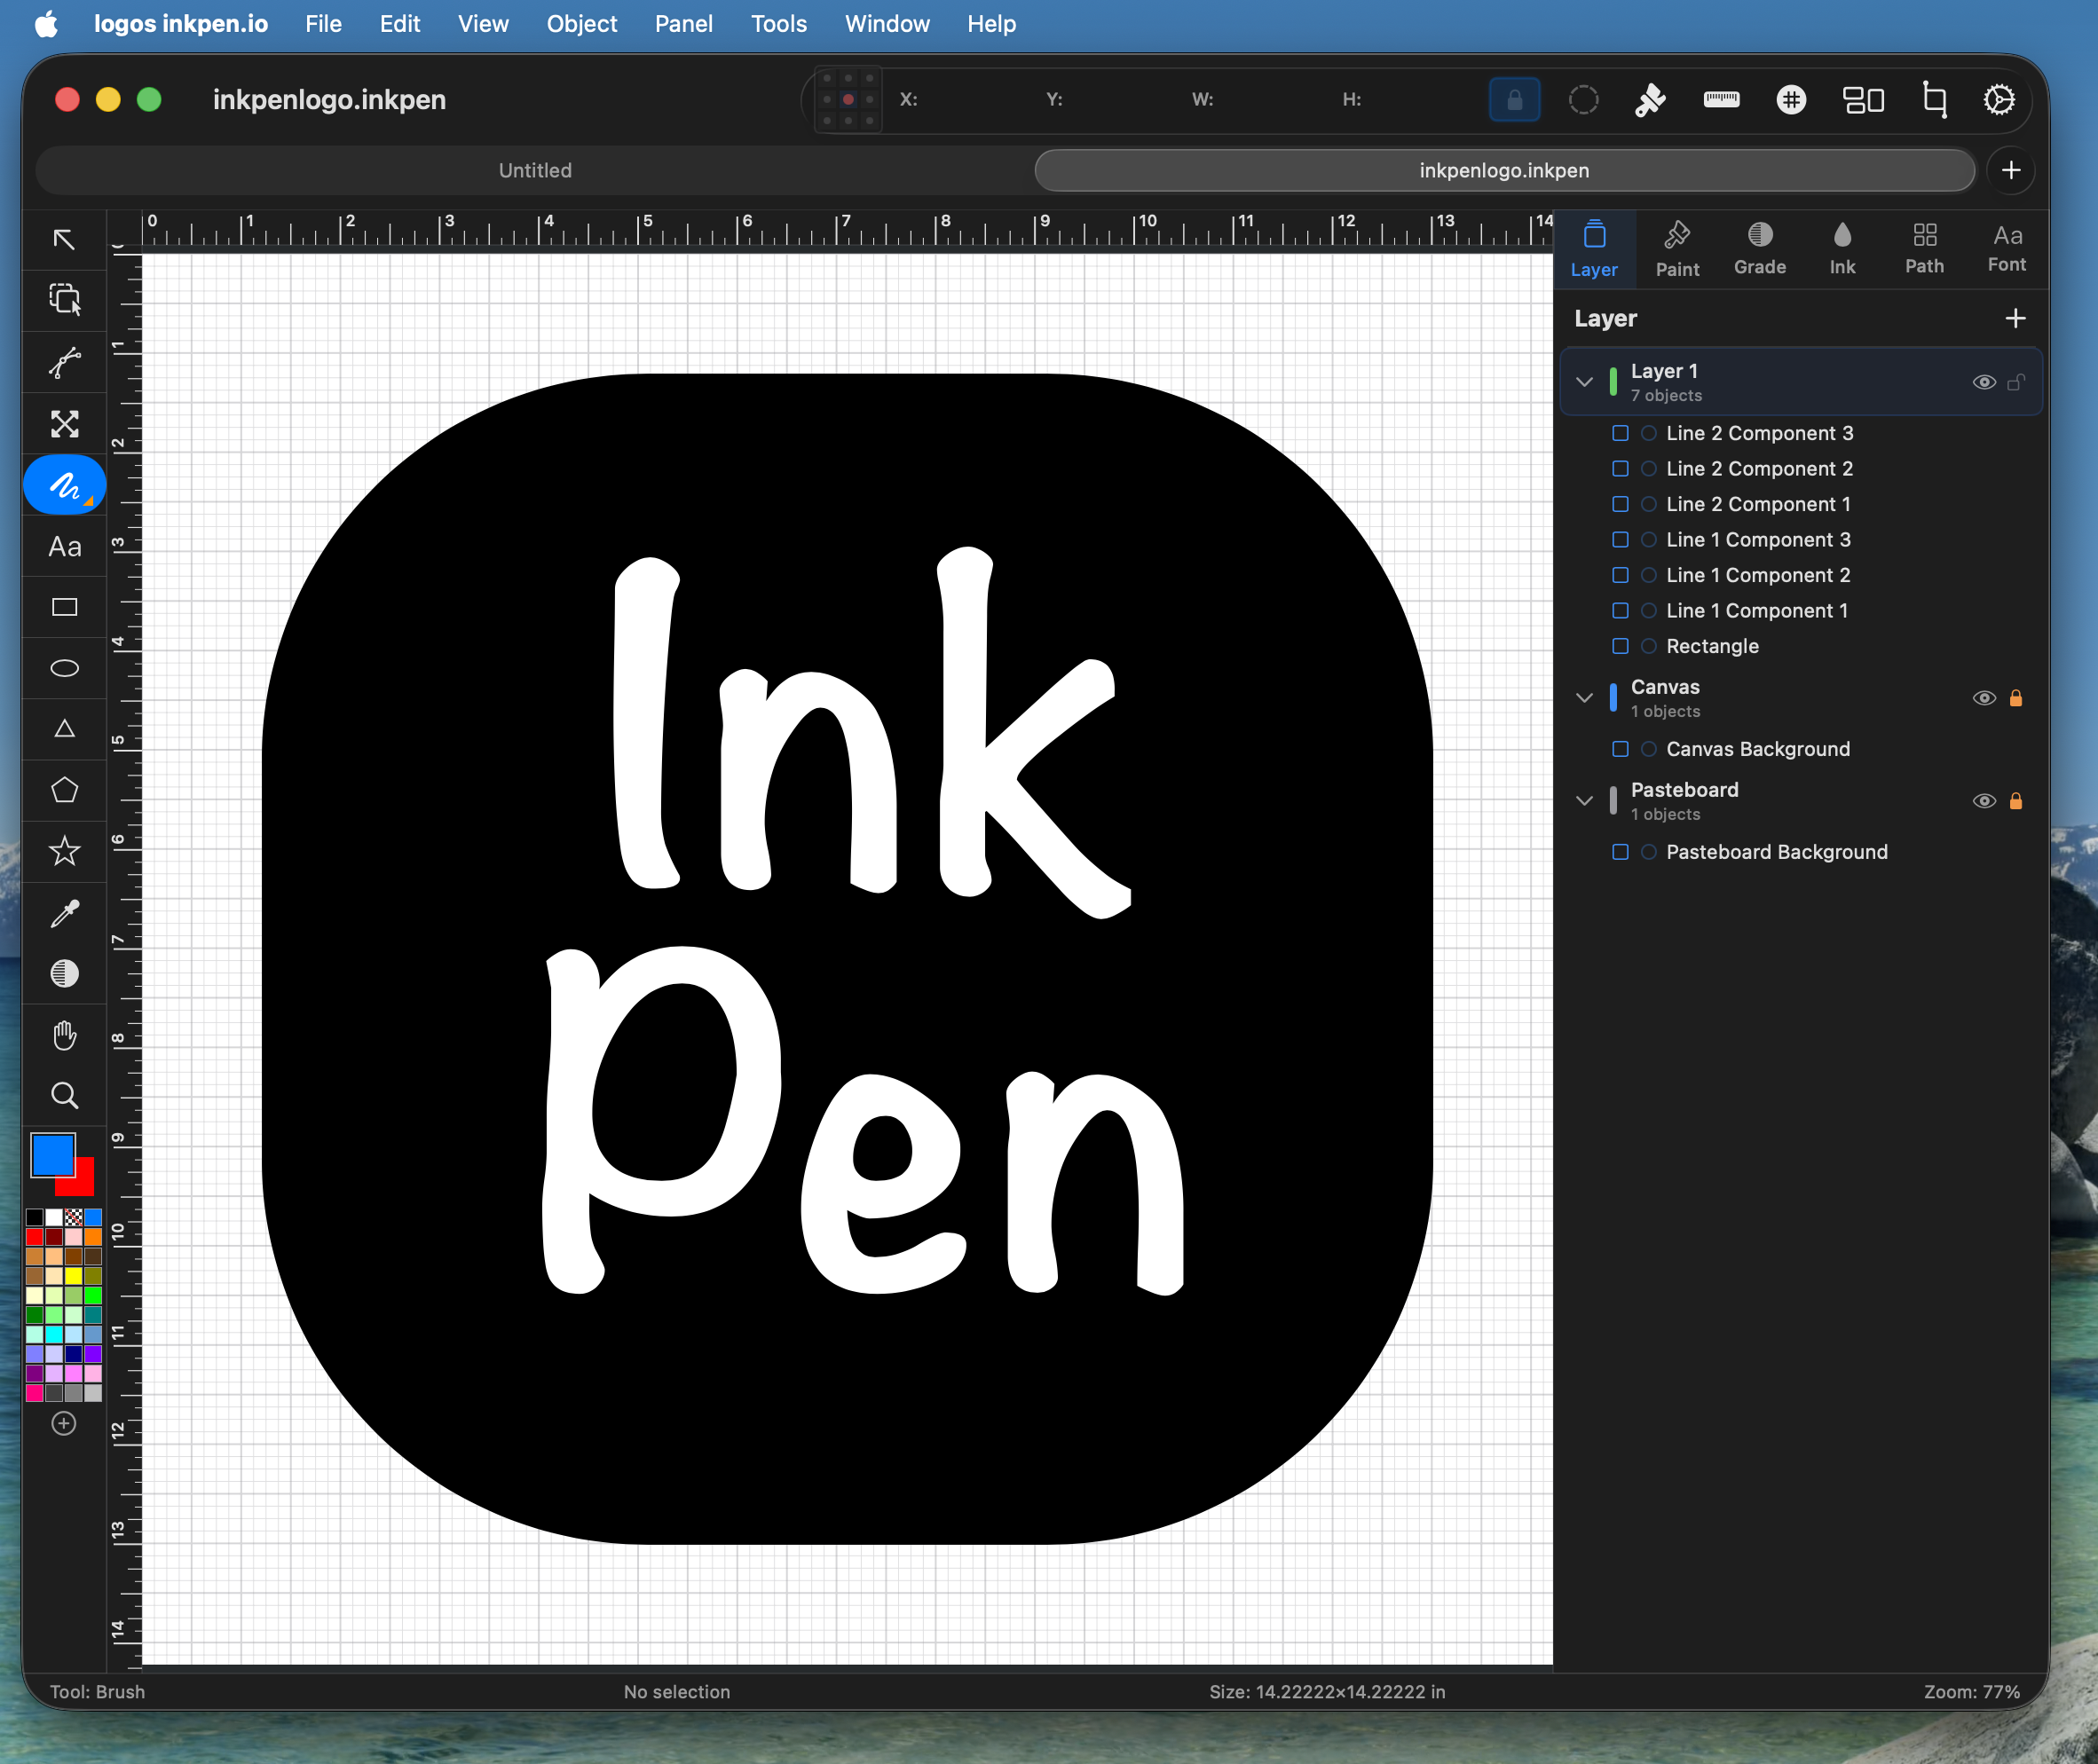 logos inkpen.io File Edit View Object Panel Tools Window Help
inkpenlogo.inkpen
X: Y: W: H:
Untitled
inkpenlogo.inkpen
0 1 2 3 4 5 6 7 8 9 10 11 12 13 14
1
2
3
4
5
6
7
8
9
10
11
12
13
14
Aa
Ink
Pen
Layer
Paint
Grade
Ink
Path
Aa
Font
Layer
Layer 1
7 objects
Line 2 Component 3
Line 2 Component 2
Line 2 Component 1
Line 1 Component 3
Line 1 Component 2
Line 1 Component 1
Rectangle
Canvas
1 objects
Canvas Background
Pasteboard
1 objects
Pasteboard Background
Tool: Brush
No selection
Size: 14.22222×14.22222 in
Zoom: 77%